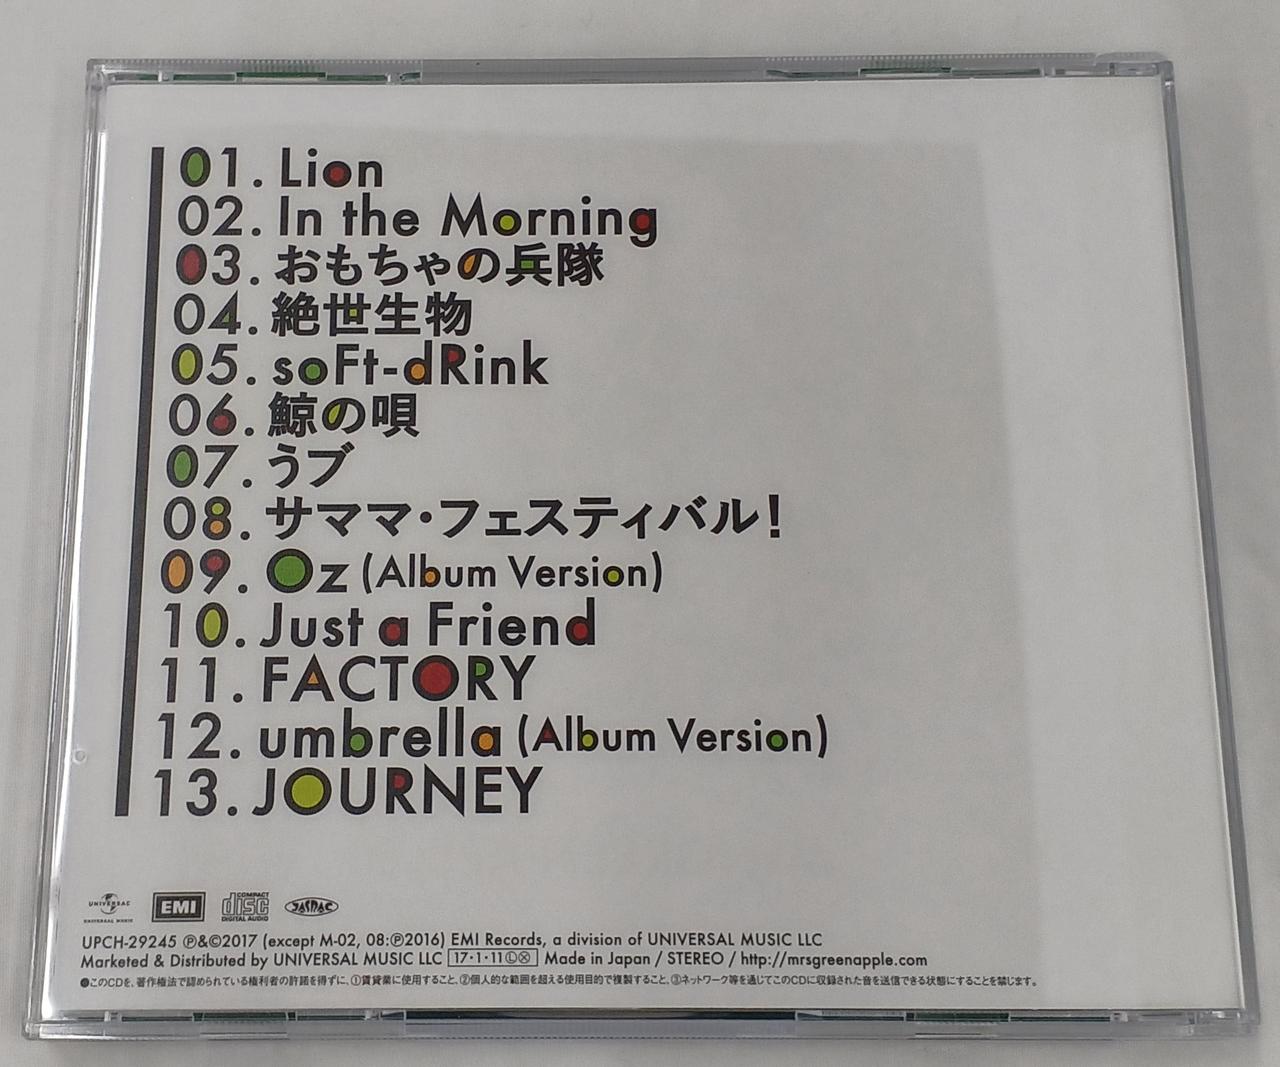 01. Lion
02. In the Morning
03. おもちゃの兵隊
04. 絶世生物
05. soFt-dRink
06. 鯨の唄
07. うブ
08. サママ・フェスティバル!
09. Oz (Album Version)
10. Just a Friend
11. FACTORY
12. umbrella (Album Version)
13. JOURNEY
UNIVERSAL
UNIVERSAL MUSIC
EMI
COMPACT
disc
DIGITAL AUDIO
JASRAC
UPCH-29245 ℗&©2017 (except M-02, 08:℗2016) EMI Records, a division of UNIVERSAL MUSIC LLC
Marketed & Distributed by UNIVERSAL MUSIC LLC 17・1・11ⓁⓍ Made in Japan / STEREO / http://mrsgreenapple.com
●このCDを、著作権法で認められている権利者の許諾を得ずに、①賃貸業に使用すること、②個人的な範囲を超える使用目的で複製すること、③ネットワーク等を通じてこのCDに収録された音を送信できる状態にすることを禁じます。